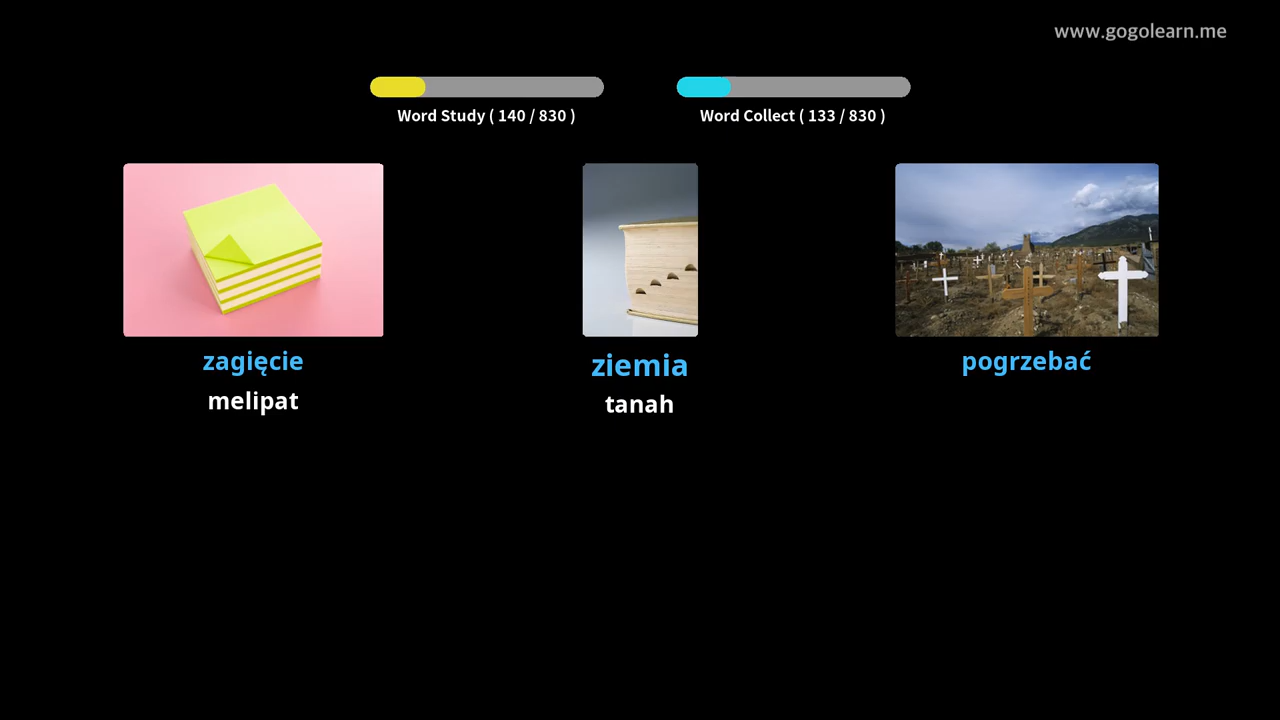 www.gogolearn.me
Word Study ( 140 / 830 )
Word Collect ( 133 / 830 )
zagięcie
melipat
ziemia
tanah
pogrzebać